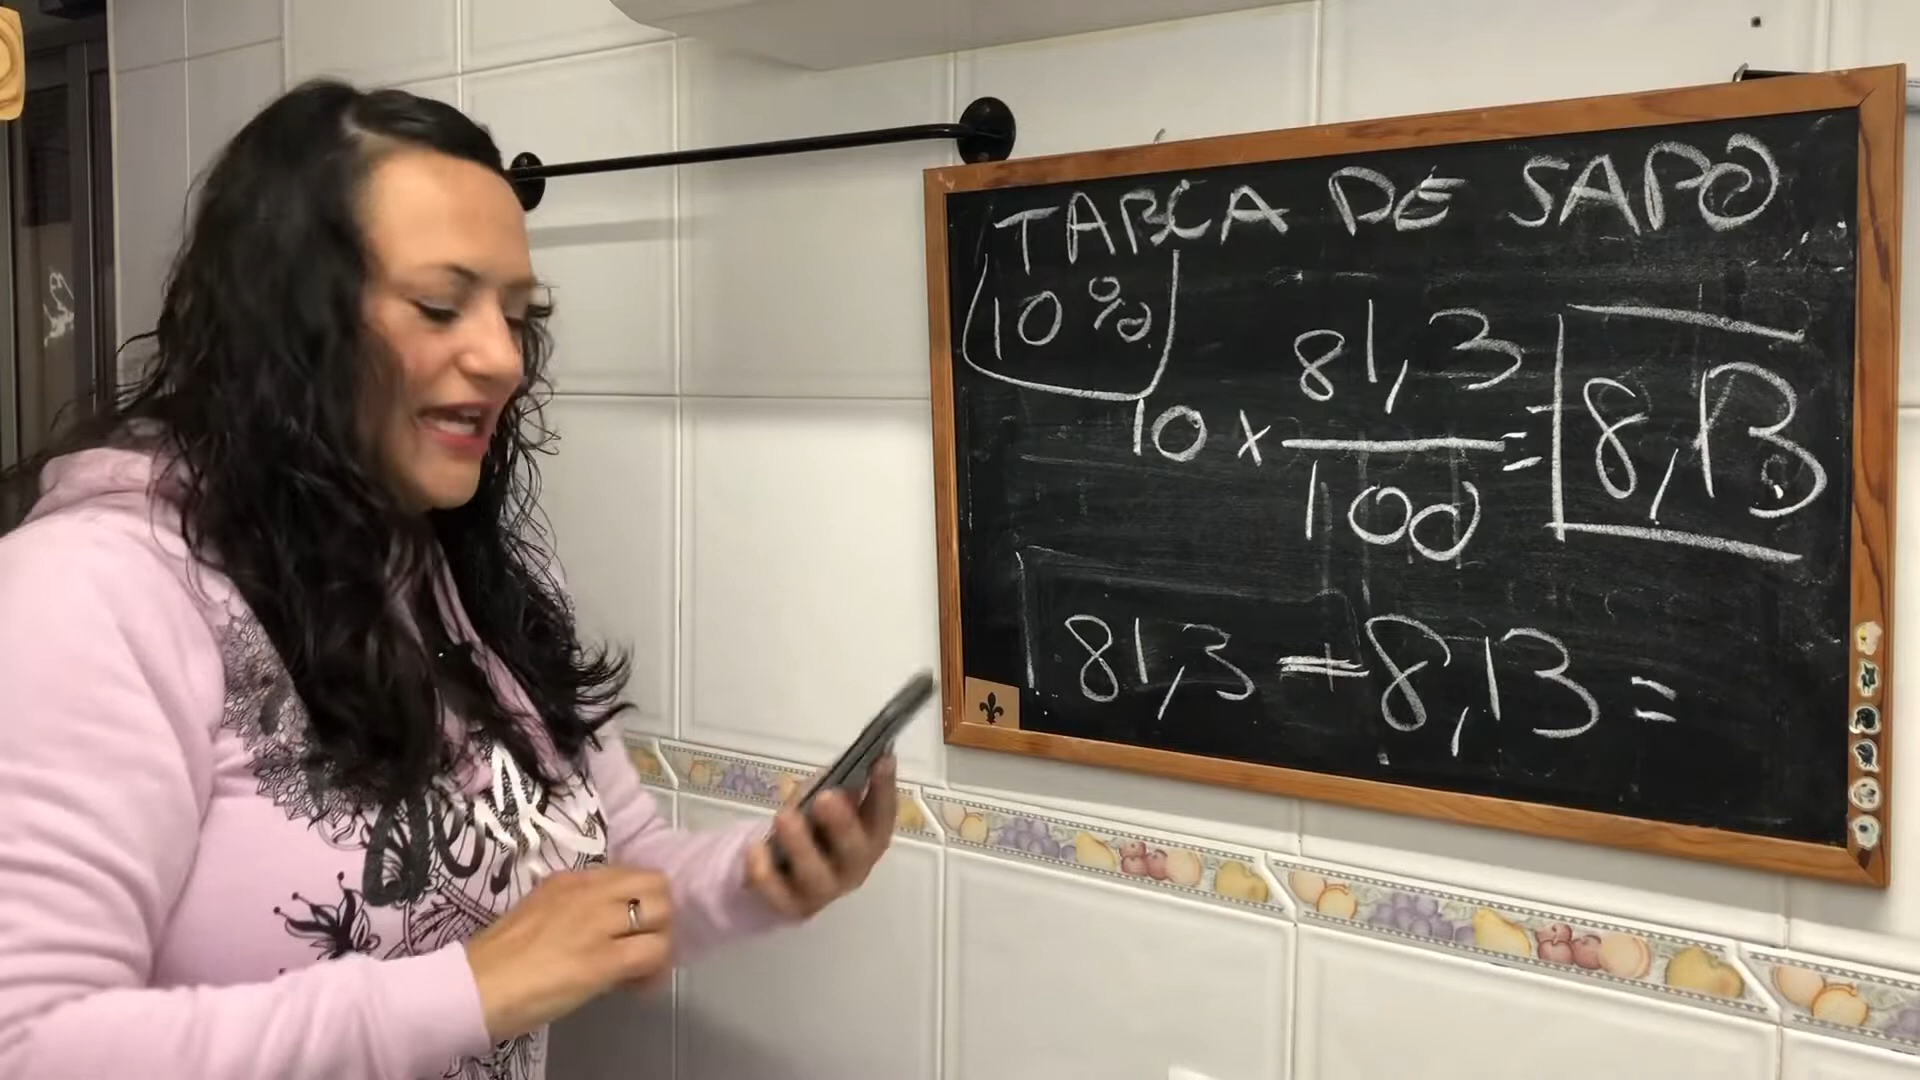 TABLA DE SAPO
10%
10 x 81,3 / 100 = 8,13
81,3 - 8,13 =